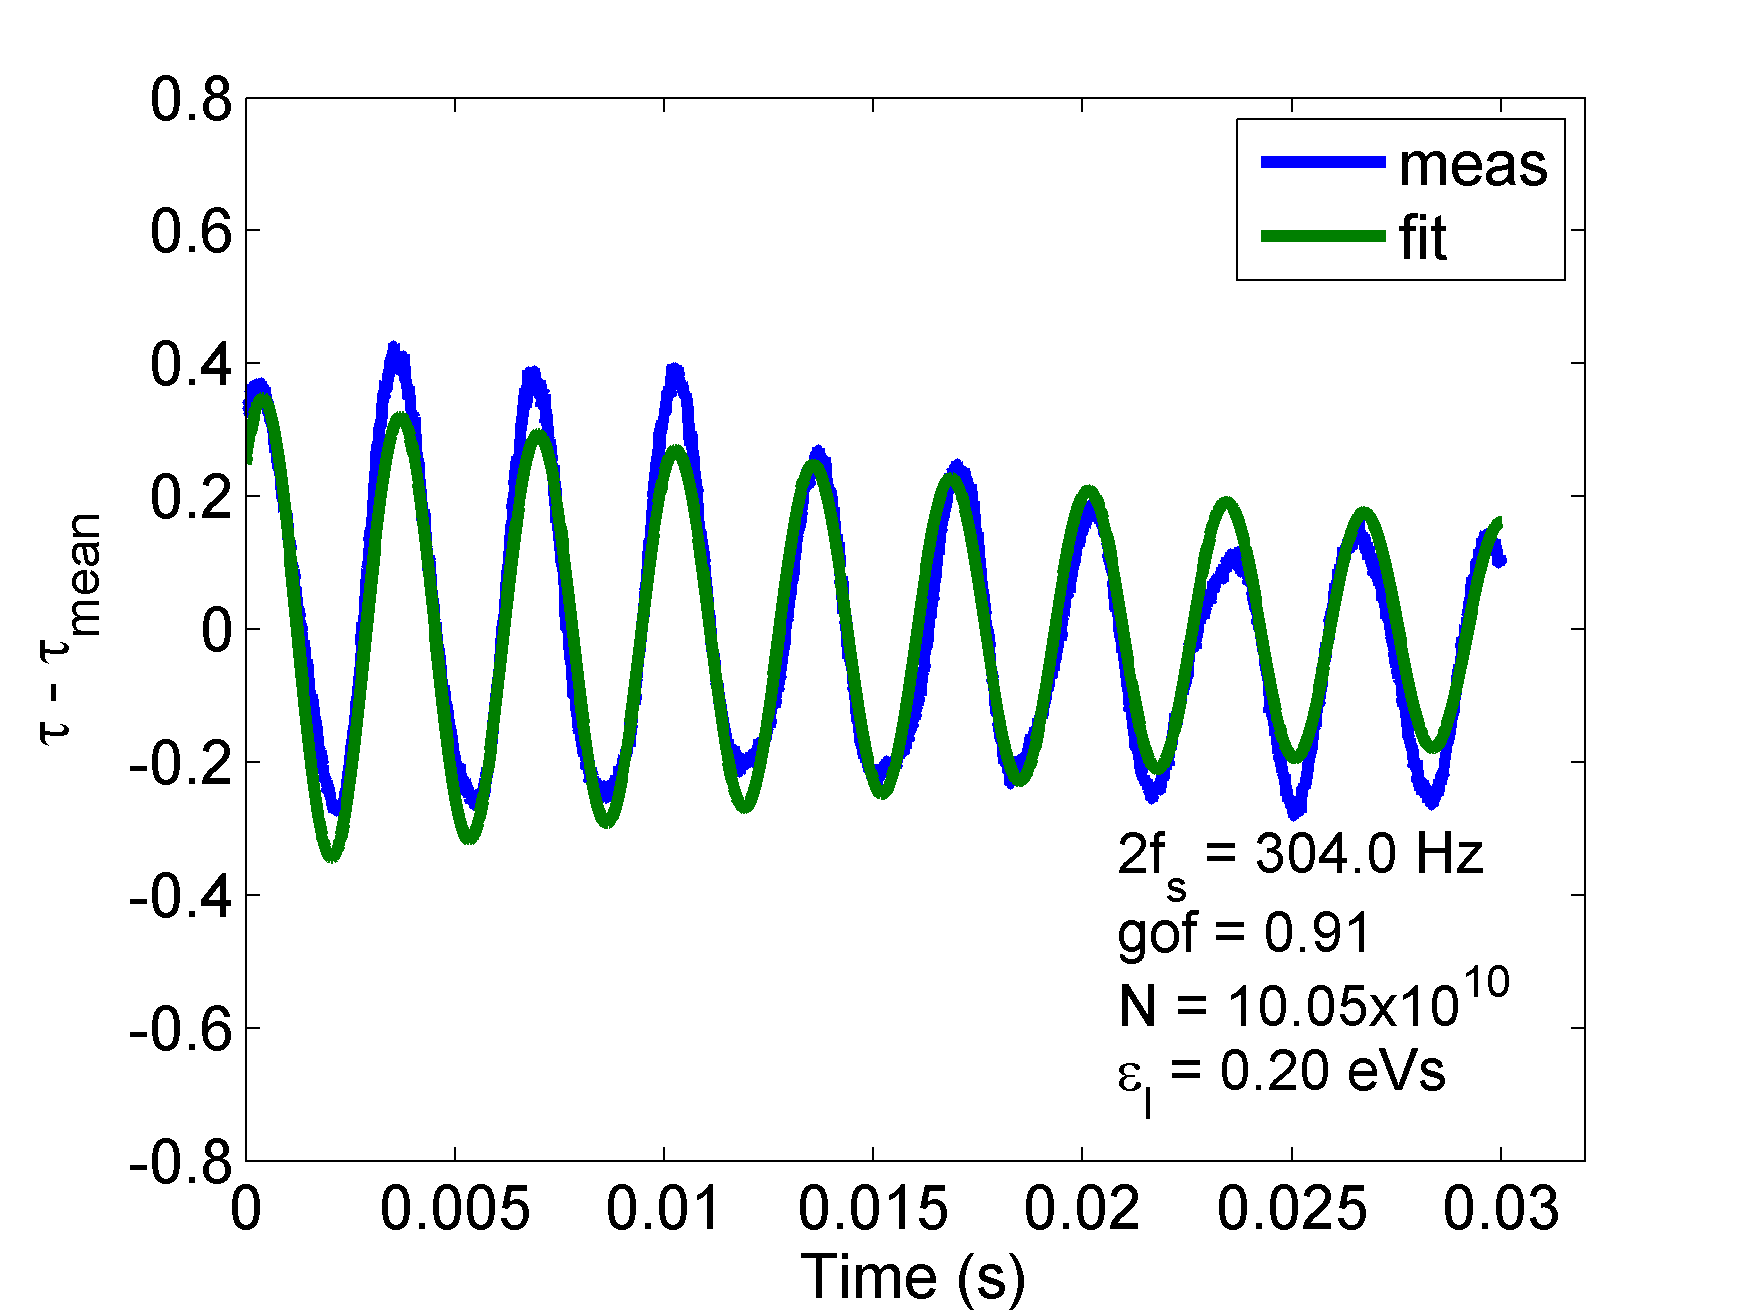 0.8
0.6
0.4
0.2
0
-0.2
-0.4
-0.6
-0.8
τ - τmean
meas
fit
2fs = 304.0 Hz
gof = 0.91
N = 10.05x10^10
εl = 0.20 eVs
0 0.005 0.01 0.015 0.02 0.025 0.03
Time (s)